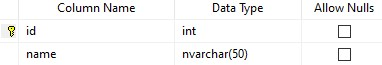 Column Name Data Type Allow Nulls
id int
name nvarchar(50)